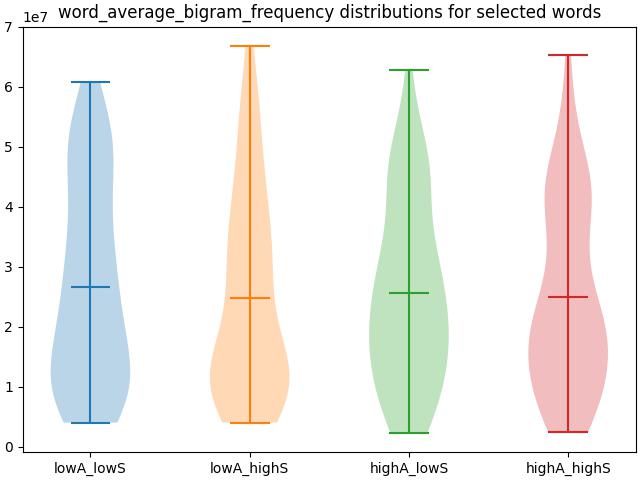 word_average_bigram_frequency distributions for selected words
1e7
7
6
5
4
3
2
1
0
lowA_lowS lowA_highS highA_lowS highA_highS